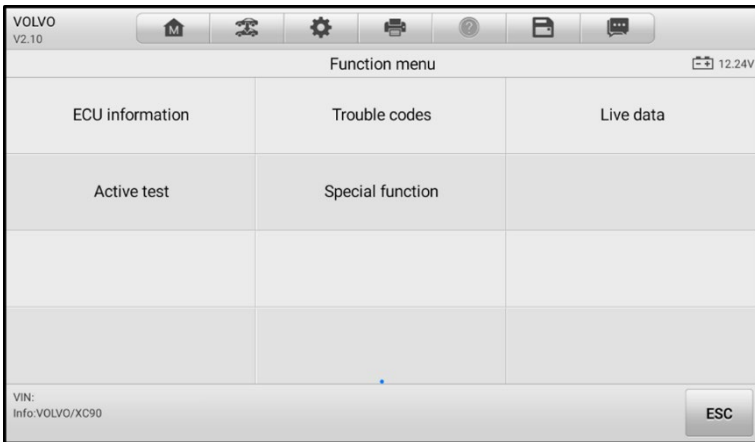 VOLVO
V2.10
M
Function menu
12.24V
ECU information
Trouble codes
Live data
Active test
Special function
VIN:
Info:VOLVO/XC90
ESC